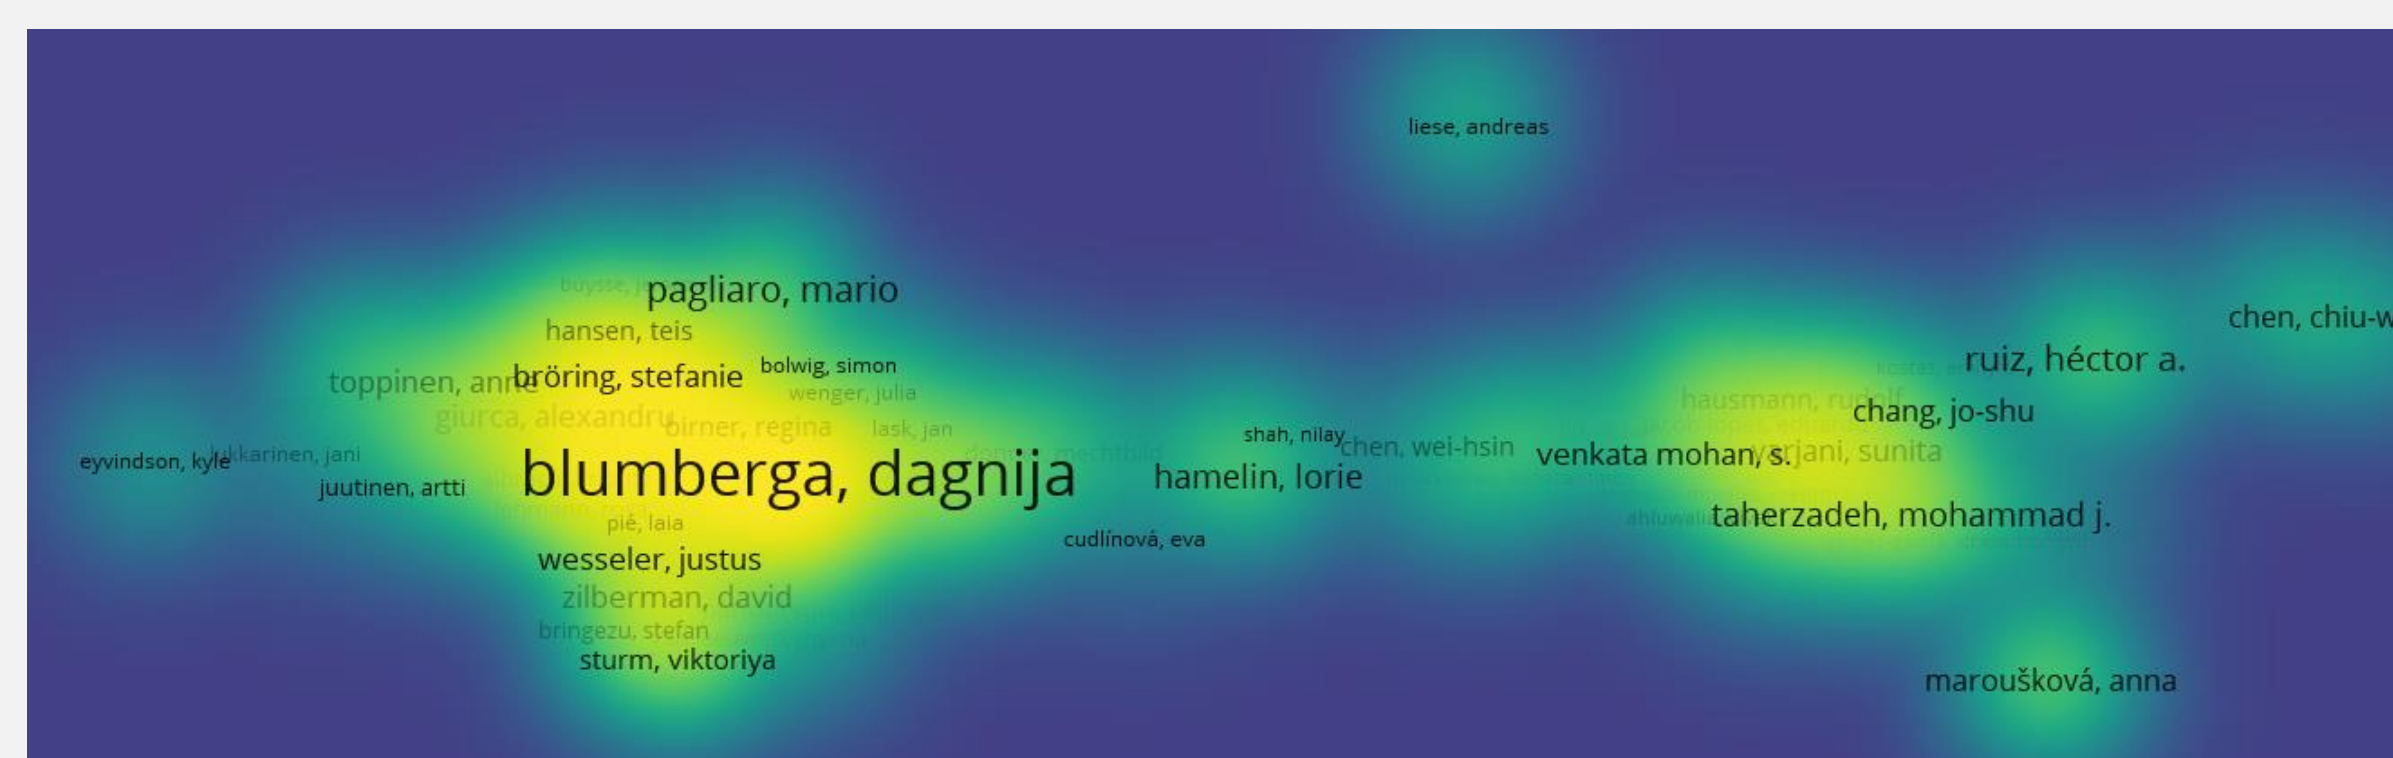 liese, andreas
pagliaro, mario
hansen, teis
chen, chiu-w
ruiz, héctor a.
bolwig, simon
bröring, stefanie
toppinen, anne
wenger, julia
hausmann, rudolf
chang, jo-shu
giurca, alexandru
birner, regina
lask, jan
shah, nilay
chen, wei-hsin
venkata mohan, s.
varjani, sunita
eyvindson, kyle
juutinen, artti
blumberga, dagnija
hamelin, lorie
taherzadeh, mohammad j.
pié, laia
cudlínová, eva
wesseler, justus
zilberman, david
bringezu, stefan
sturm, viktoriya
maroušková, anna